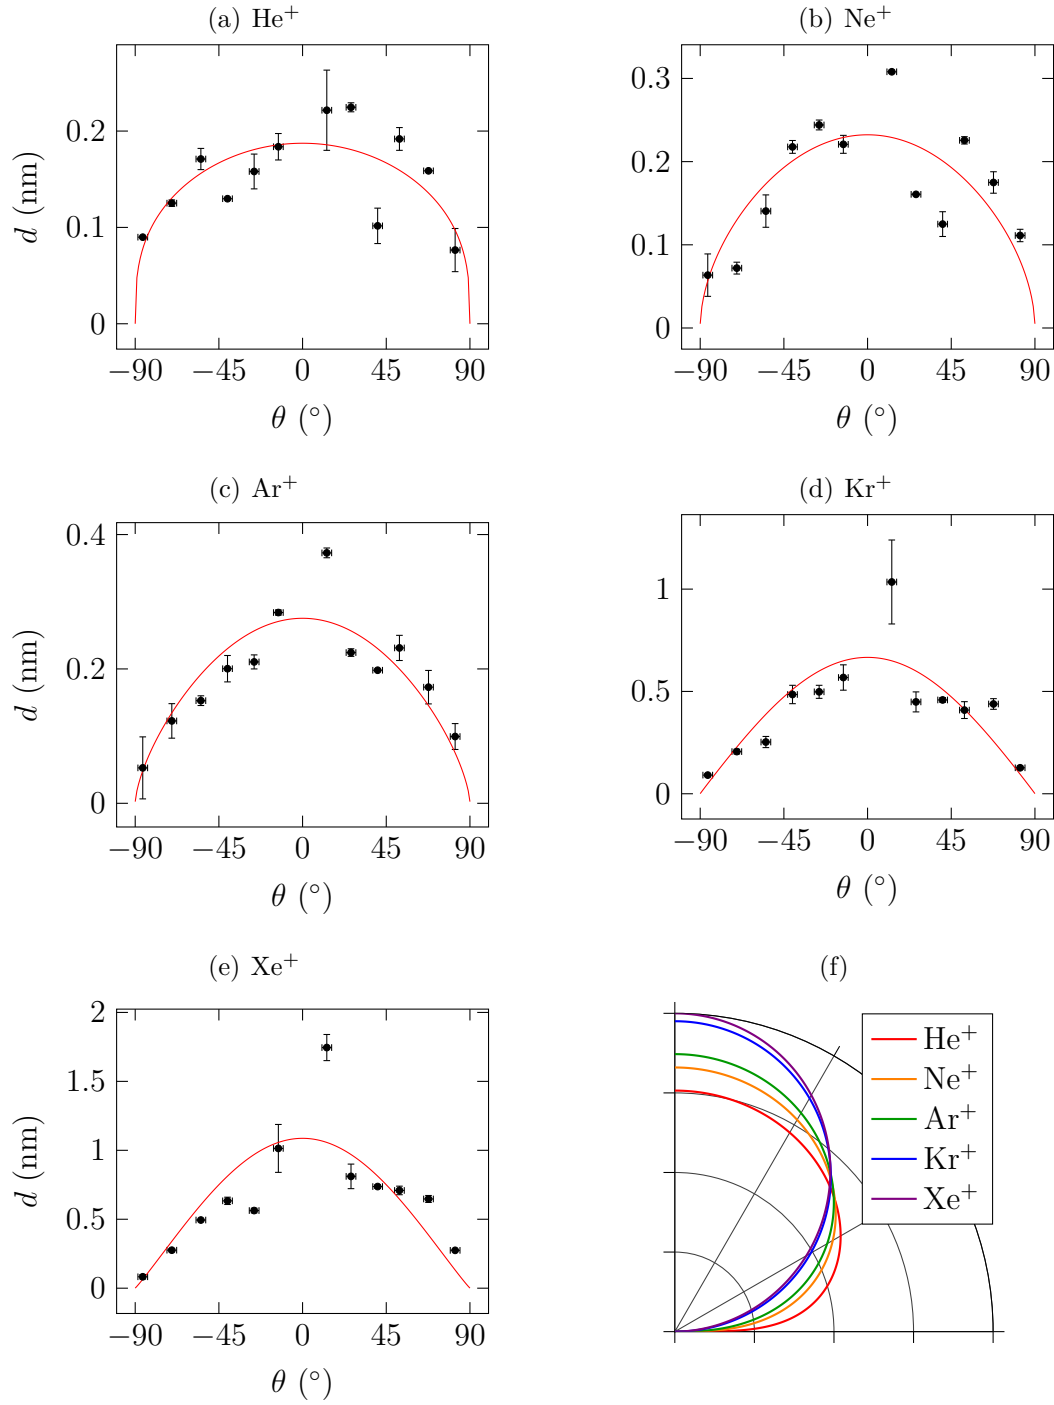 (a) He⁺
0.2
0.1
0
d (nm)
−90 −45 0 45 90
θ (°)
(b) Ne⁺
0.3
0.2
0.1
0
−90 −45 0 45 90
θ (°)
(c) Ar⁺
0.4
0.2
0
d (nm)
−90 −45 0 45 90
θ (°)
(d) Kr⁺
1
0.5
0
−90 −45 0 45 90
θ (°)
(e) Xe⁺
2
1.5
1
0.5
0
d (nm)
−90 −45 0 45 90
θ (°)
(f)
He⁺
Ne⁺
Ar⁺
Kr⁺
Xe⁺